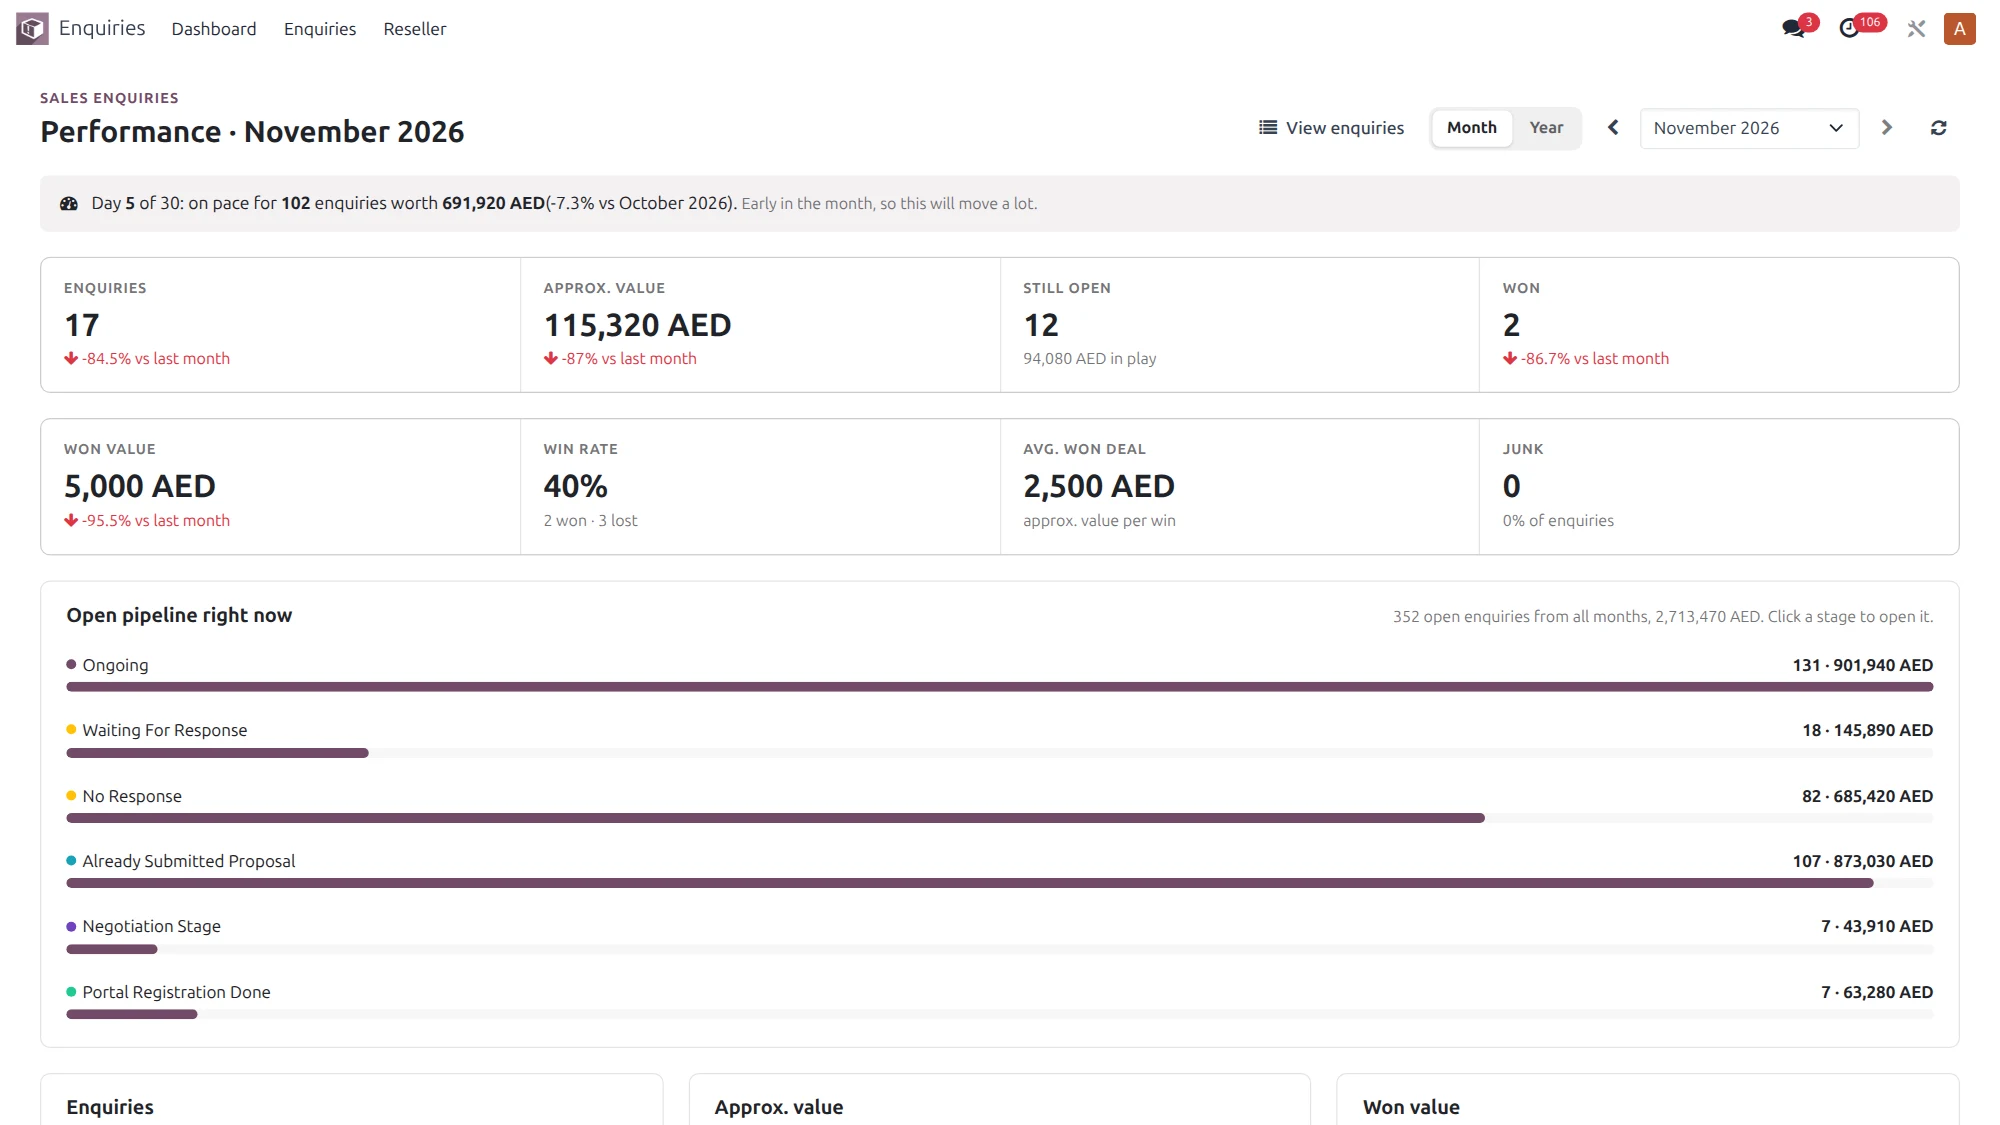 Enquiries Dashboard Enquiries Reseller 3 106 A
SALES ENQUIRIES
Performance · November 2026
View enquiries Month Year November 2026
Day 5 of 30: on pace for 102 enquiries worth 691,920 AED(-7.3% vs October 2026). Early in the month, so this will move a lot.
ENQUIRIES
17
-84.5% vs last month
APPROX. VALUE
115,320 AED
-87% vs last month
STILL OPEN
12
94,080 AED in play
WON
2
-86.7% vs last month
WON VALUE
5,000 AED
-95.5% vs last month
WIN RATE
40%
2 won · 3 lost
AVG. WON DEAL
2,500 AED
approx. value per win
JUNK
0
0% of enquiries
Open pipeline right now
352 open enquiries from all months, 2,713,470 AED. Click a stage to open it.
Ongoing 131 · 901,940 AED
Waiting For Response 18 · 145,890 AED
No Response 82 · 685,420 AED
Already Submitted Proposal 107 · 873,030 AED
Negotiation Stage 7 · 43,910 AED
Portal Registration Done 7 · 63,280 AED
Enquiries
Approx. value
Won value